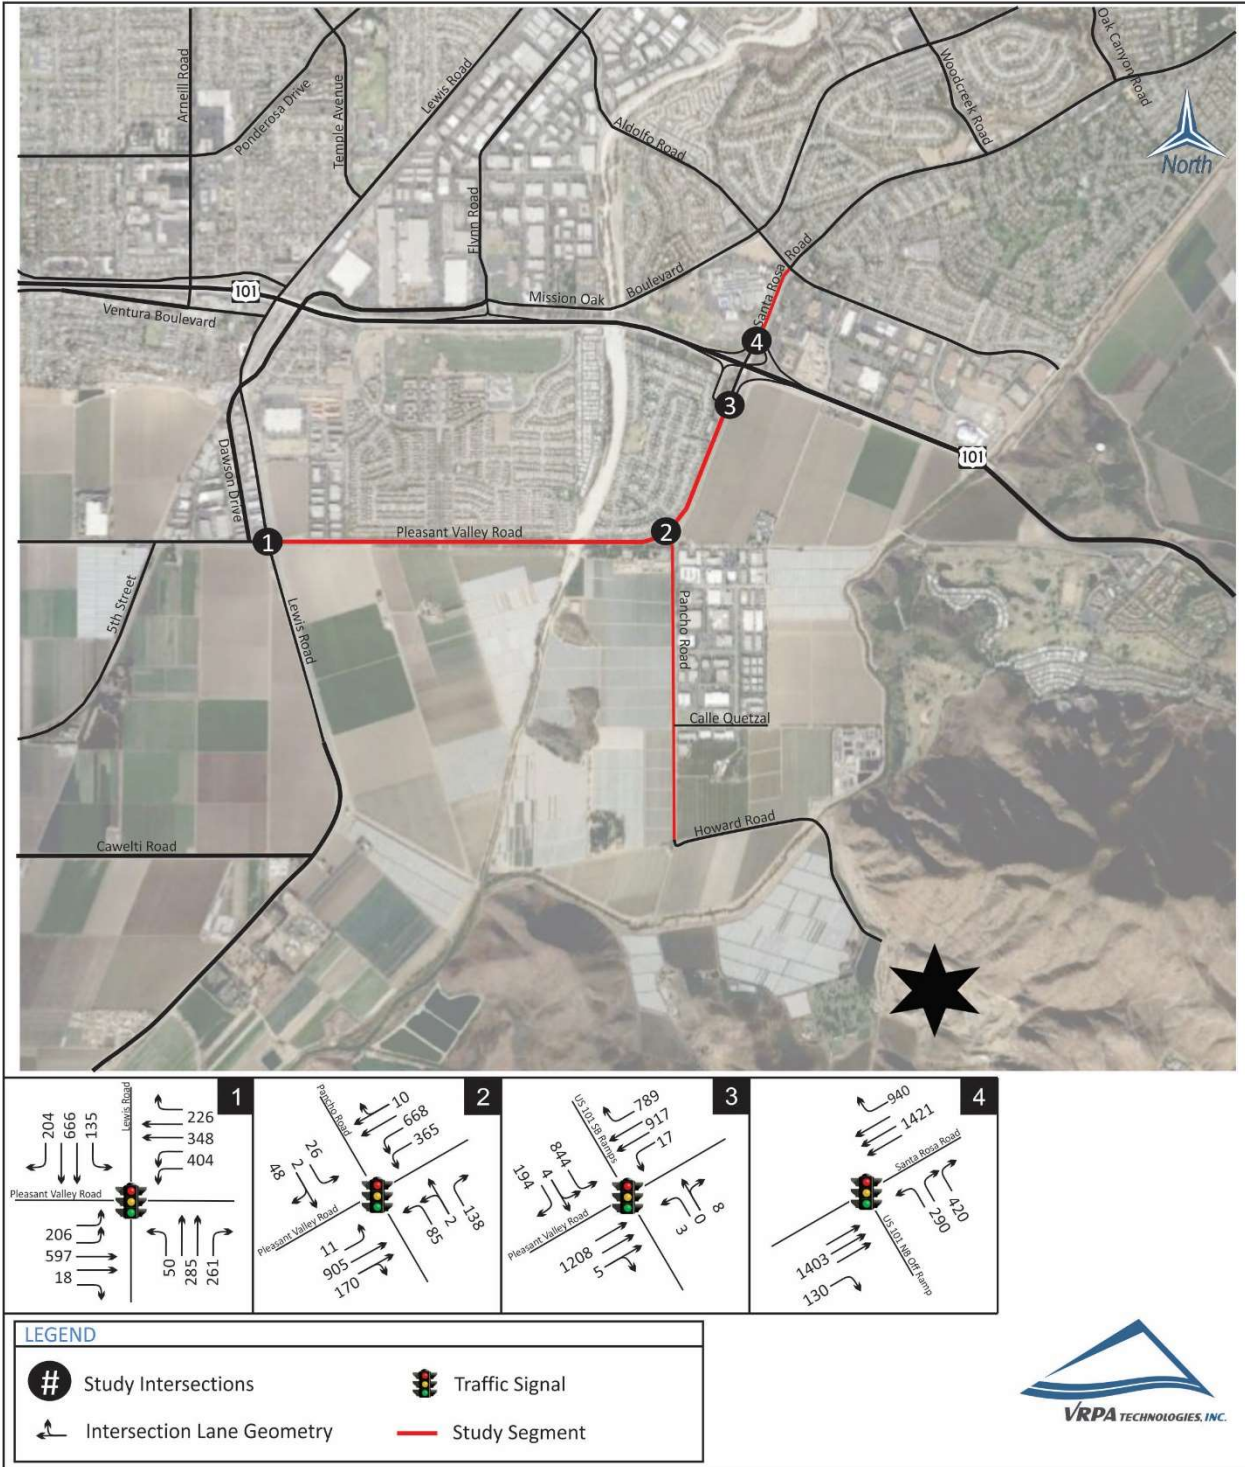 Arneill Road
Ponderosa Drive
Temple Avenue
Lewis Road
Flynn Road
Aldolfo Road
Woodcreek Road
Oak Canyon Road
North
101
Ventura Boulevard
Mission Oak
Boulevard
Santa Rosa Road
4
3
101
Dawson Drive
1
Pleasant Valley Road
2
5th Street
Lewis Road
Pancho Road
Calle Quetzal
Howard Road
Cawelti Road
1
Lewis Road
204
666
135
226
348
404
Pleasant Valley Road
206
597
18
50
285
261
2
Pancho Road
10
668
365
26
2
48
Pleasant Valley Road
11
905
170
85
2
138
3
US 101 SB Ramps
789
917
17
844
4
194
Pleasant Valley Road
1208
5
3
0
8
4
940
1421
Santa Rosa Road
420
290
1403
130
US 101 NB Off Ramp
LEGEND
# Study Intersections
Traffic Signal
Intersection Lane Geometry
Study Segment
VRPA TECHNOLOGIES, INC.